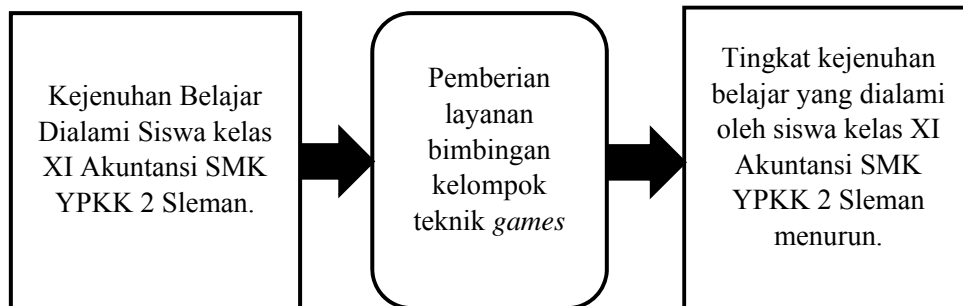 Kejenuhan Belajar
Dialami Siswa kelas
XI Akuntansi SMK
YPKK 2 Sleman.
Pemberian
layanan
bimbingan
kelompok
teknik games
Tingkat kejenuhan
belajar yang dialami
oleh siswa kelas XI
Akuntansi SMK
YPKK 2 Sleman
menurun.